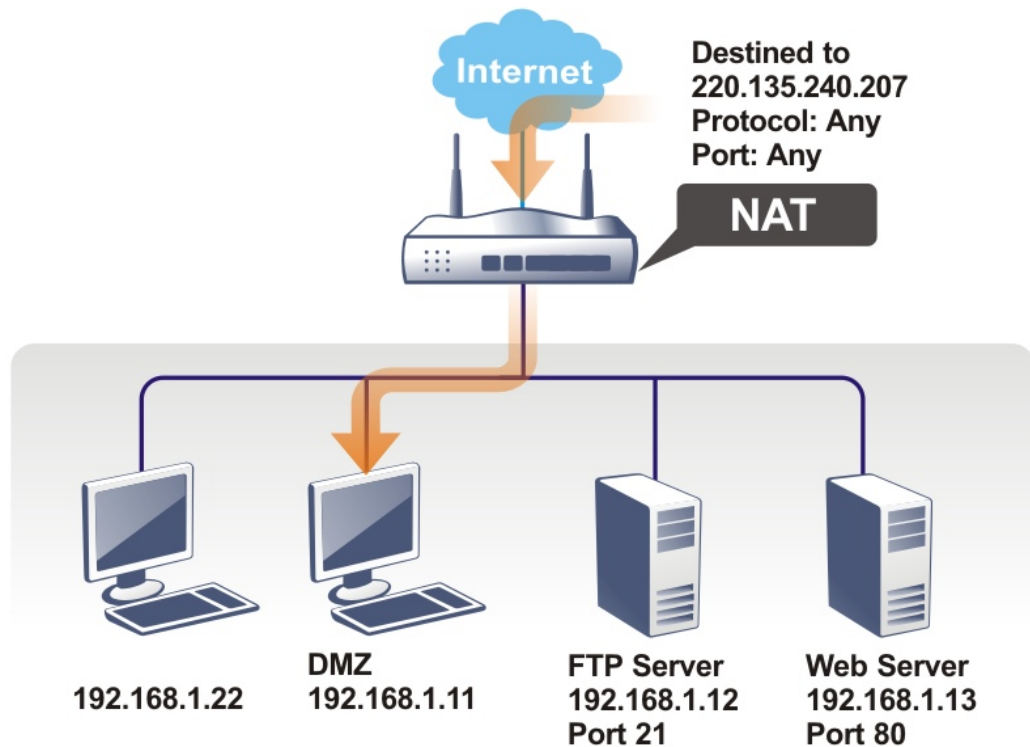 Internet
Destined to
220.135.240.207
Protocol: Any
Port: Any
NAT
192.168.1.22
DMZ
192.168.1.11
FTP Server
192.168.1.12
Port 21
Web Server
192.168.1.13
Port 80